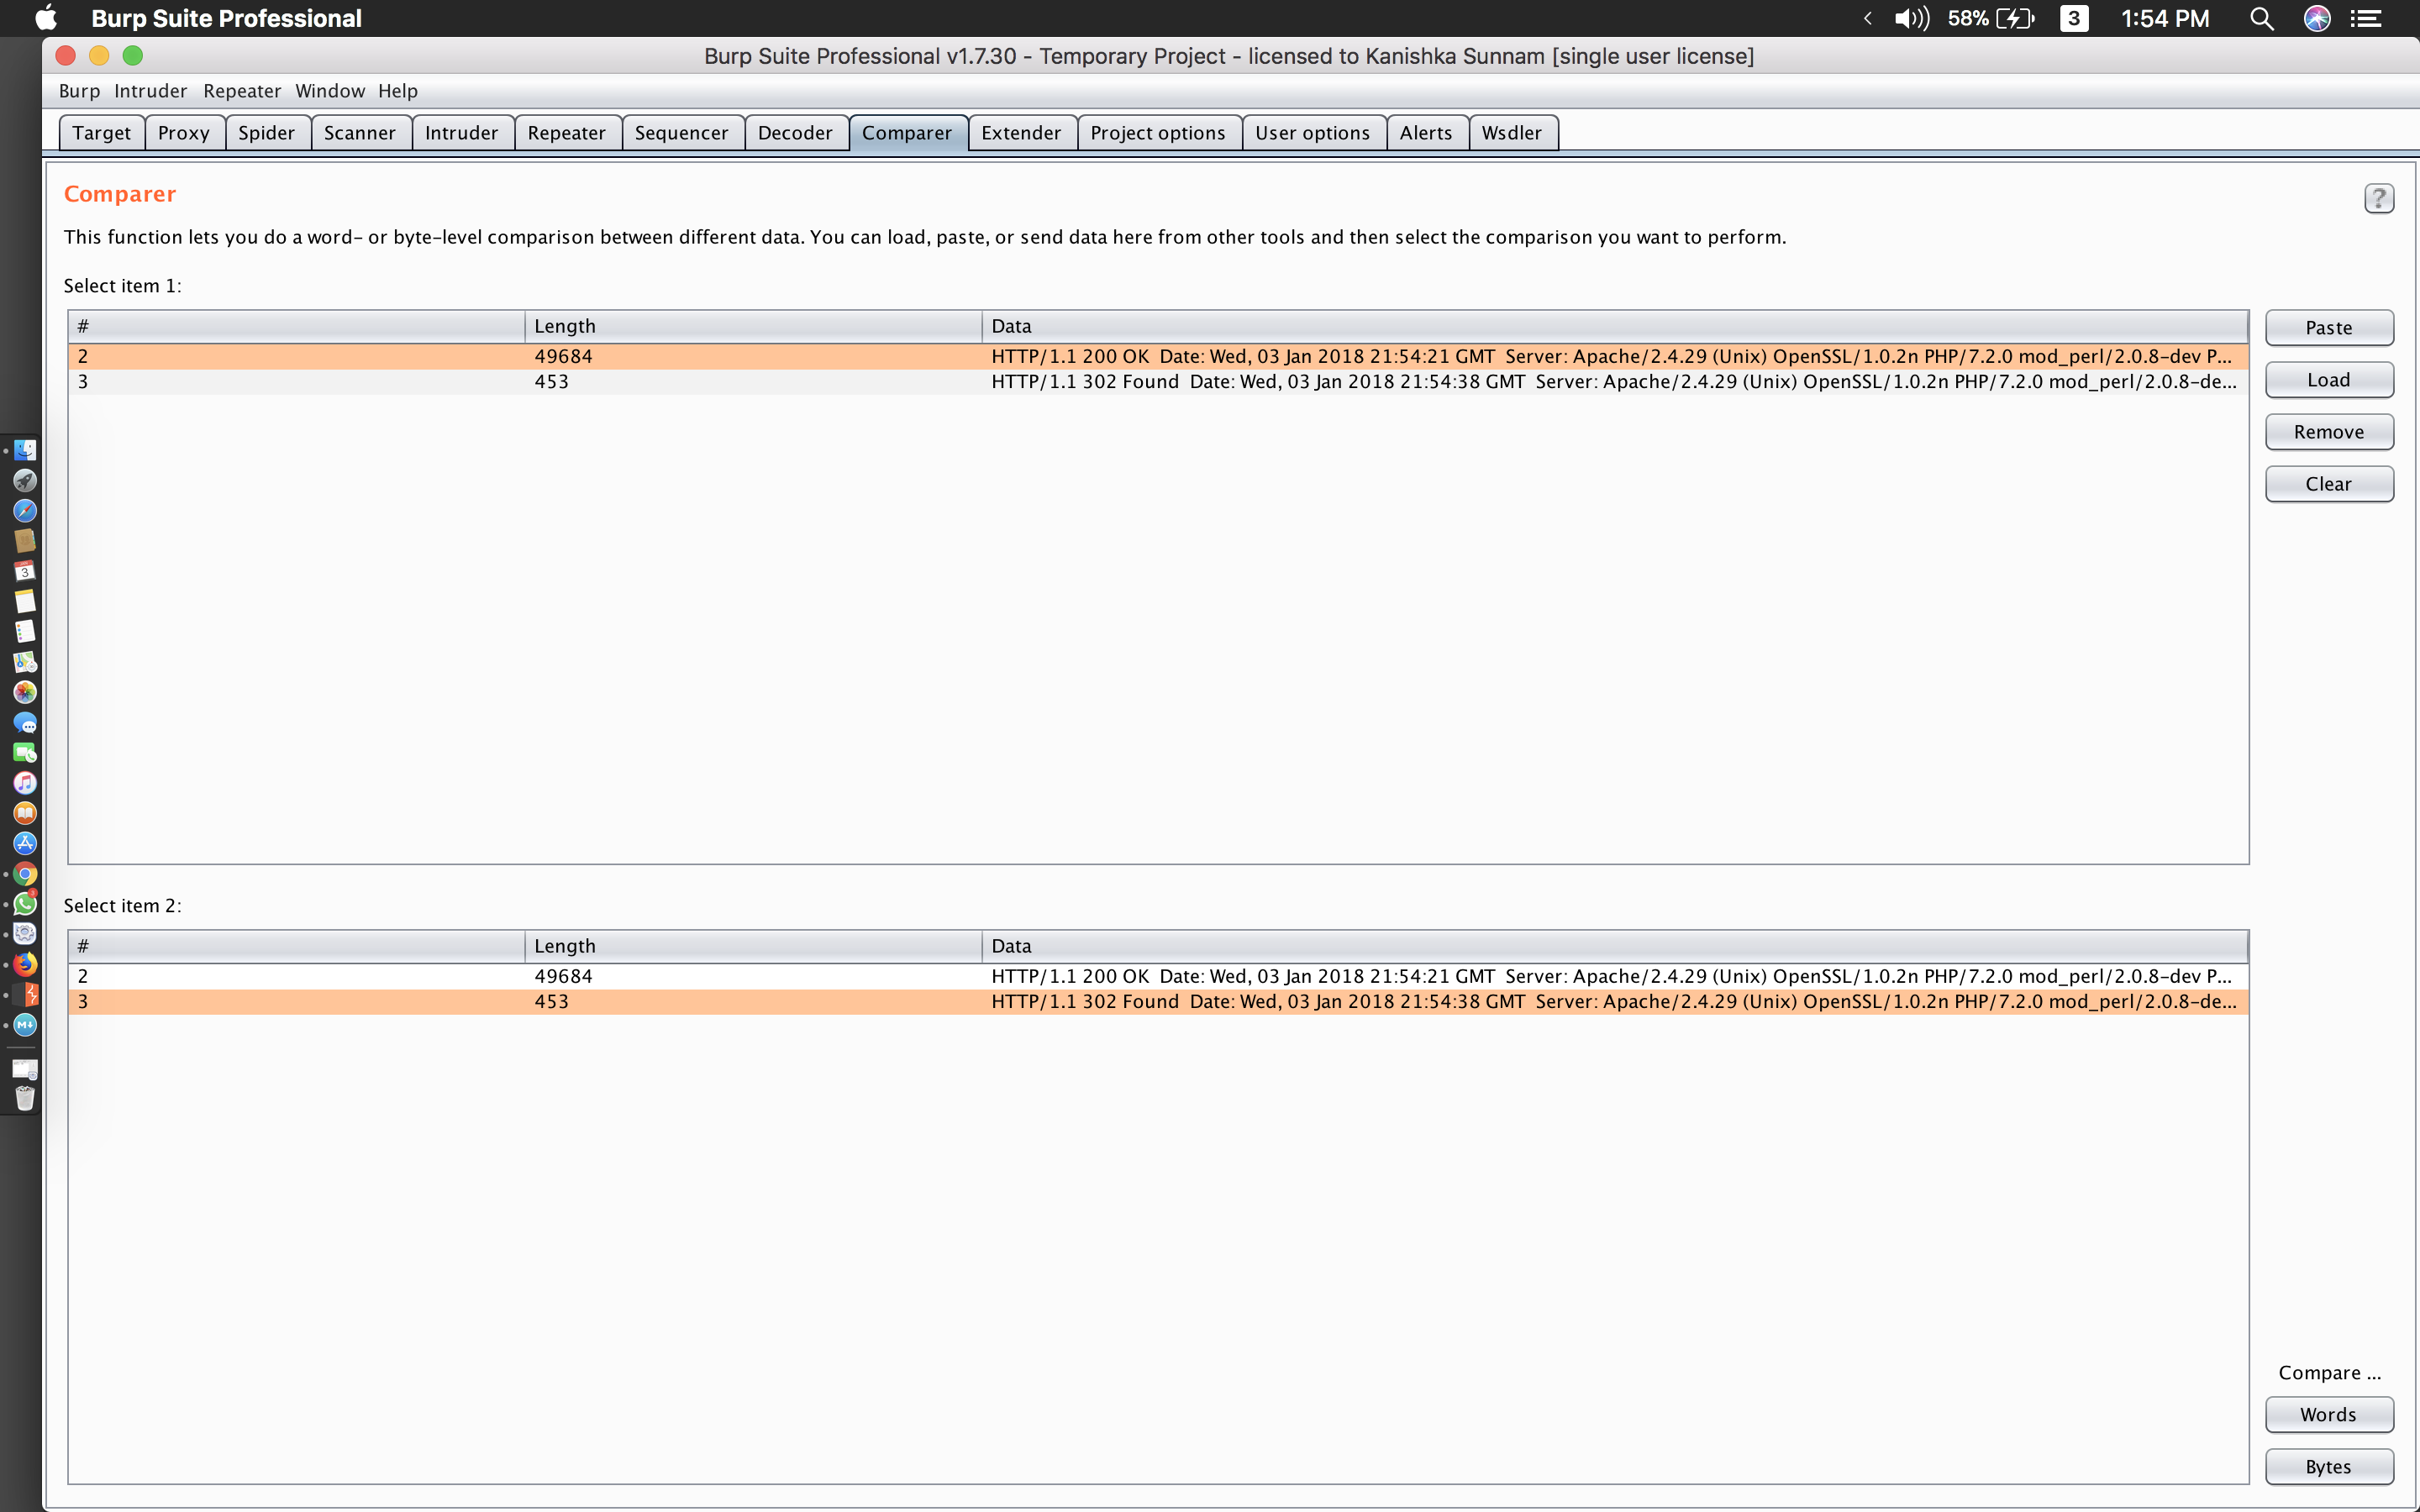 Burp Suite Professional 58% 3 1:54 PM
Burp Suite Professional v1.7.30 - Temporary Project - licensed to Kanishka Sunnam [single user license]
Burp Intruder Repeater Window Help
Target Proxy Spider Scanner Intruder Repeater Sequencer Decoder Comparer Extender Project options User options Alerts Wsdler
Comparer
?
This function lets you do a word- or byte-level comparison between different data. You can load, paste, or send data here from other tools and then select the comparison you want to perform.
Select item 1:
# Length Data
2 49684 HTTP/1.1 200 OK Date: Wed, 03 Jan 2018 21:54:21 GMT Server: Apache/2.4.29 (Unix) OpenSSL/1.0.2n PHP/7.2.0 mod_perl/2.0.8-dev P...
3 453 HTTP/1.1 302 Found Date: Wed, 03 Jan 2018 21:54:38 GMT Server: Apache/2.4.29 (Unix) OpenSSL/1.0.2n PHP/7.2.0 mod_perl/2.0.8-de...
Paste
Load
Remove
Clear
3
Select item 2:
# Length Data
2 49684 HTTP/1.1 200 OK Date: Wed, 03 Jan 2018 21:54:21 GMT Server: Apache/2.4.29 (Unix) OpenSSL/1.0.2n PHP/7.2.0 mod_perl/2.0.8-dev P...
3 453 HTTP/1.1 302 Found Date: Wed, 03 Jan 2018 21:54:38 GMT Server: Apache/2.4.29 (Unix) OpenSSL/1.0.2n PHP/7.2.0 mod_perl/2.0.8-de...
Compare ...
Words
Bytes